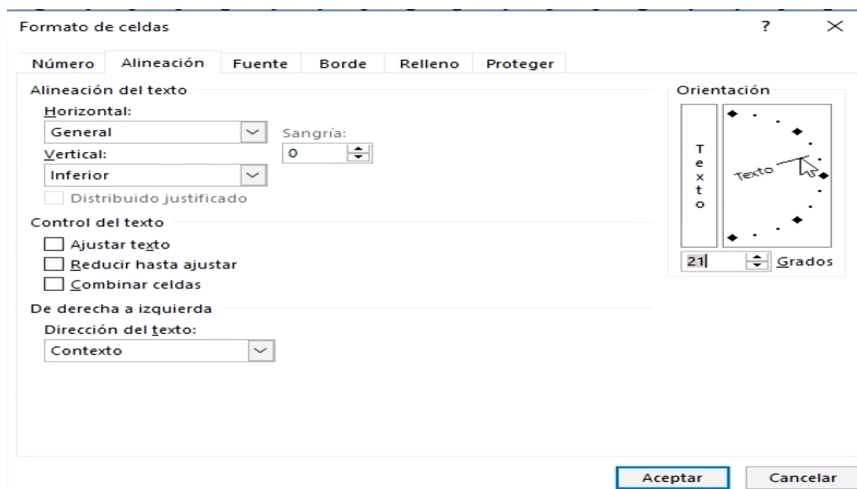 Formato de celdas ? ×
Número Alineación Fuente Borde Relleno Proteger
Alineación del texto
Horizontal:
General
Sangría:
Vertical:
0
Inferior
Distribuido justificado
Control del texto
Ajustar texto
Reducir hasta ajustar
Combinar celdas
De derecha a izquierda
Dirección del texto:
Contexto
Orientación
Texto
Texto
21 Grados
Aceptar Cancelar